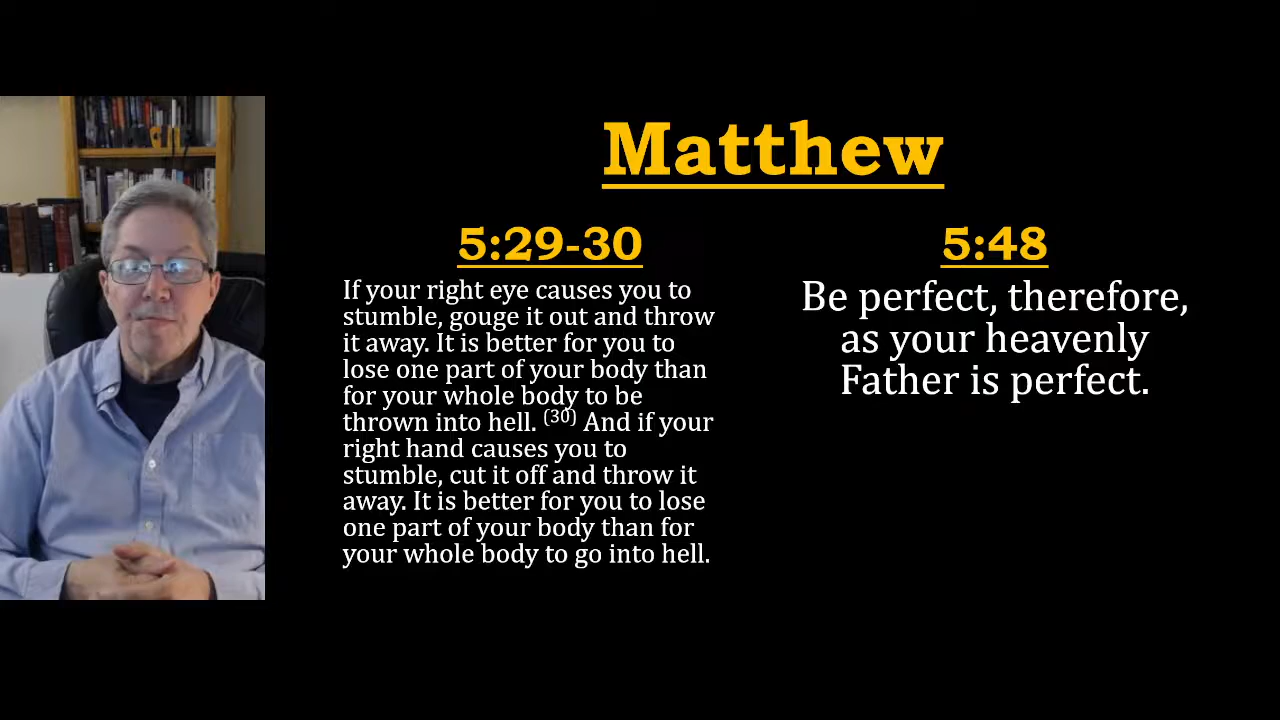 Matthew
5:29-30
If your right eye causes you to
stumble, gouge it out and throw
it away. It is better for you to
lose one part of your body than
for your whole body to be
thrown into hell. (30) And if your
right hand causes you to
stumble, cut it off and throw it
away. It is better for you to lose
one part of your body than for
your whole body to go into hell.
5:48
Be perfect, therefore,
as your heavenly
Father is perfect.